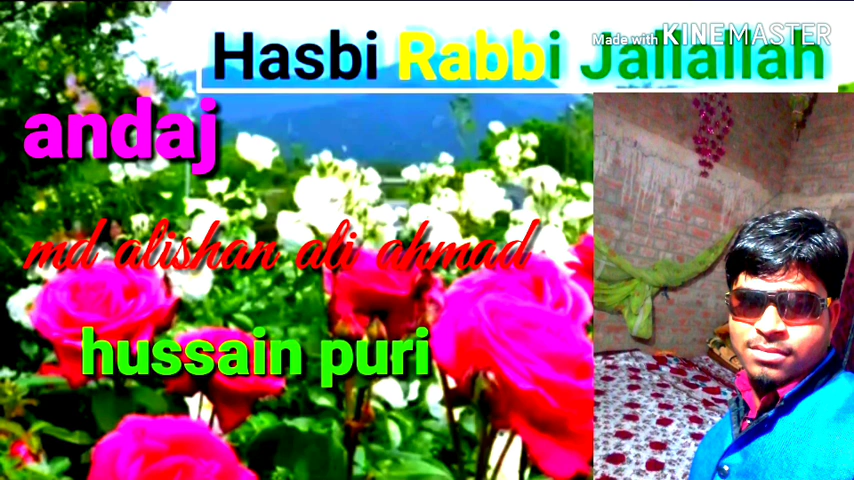 Made with KINEMASTER
Hasbi Rabbi Jallallah
andaj
md alishan ali ahmad
hussain puri